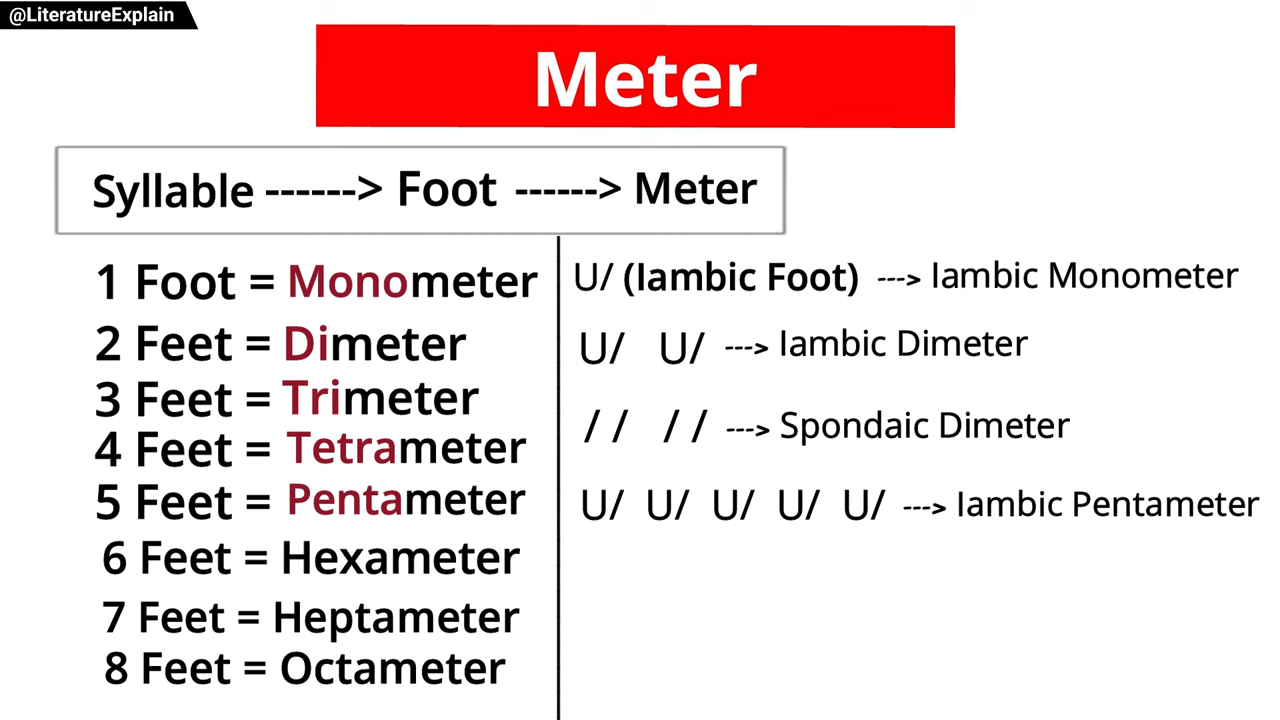 @LiteratureExplain
Meter
Syllable ------> Foot ------> Meter
1 Foot = Monometer
2 Feet = Dimeter
3 Feet = Trimeter
4 Feet = Tetrameter
5 Feet = Pentameter
6 Feet = Hexameter
7 Feet = Heptameter
8 Feet = Octameter
U/ (Iambic Foot) ---> Iambic Monometer
U/ U/ ---> Iambic Dimeter
/ / / / ---> Spondaic Dimeter
U/ U/ U/ U/ U/ ---> Iambic Pentameter